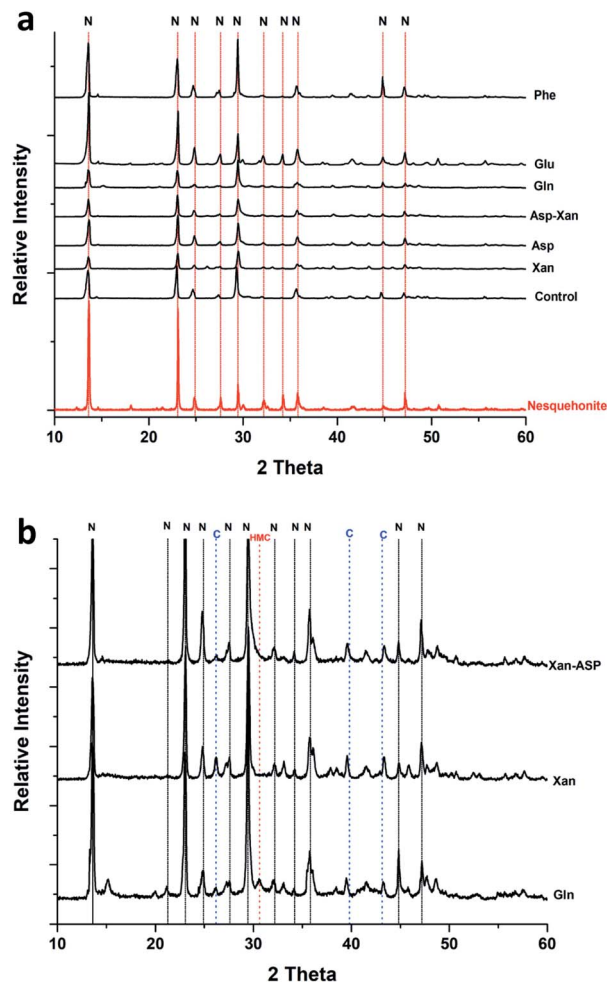 a
N N N N N N N N N N
Phe
Glu
Gln
Asp-Xan
Asp
Xan
Control
Nesquehonite
Relative Intensity
10 20 30 40 50 60
2 Theta
b
N N N N C N N HMC N N N C C N N
Xan-ASP
Xan
Gln
Relative Intensity
10 20 30 40 50 60
2 Theta